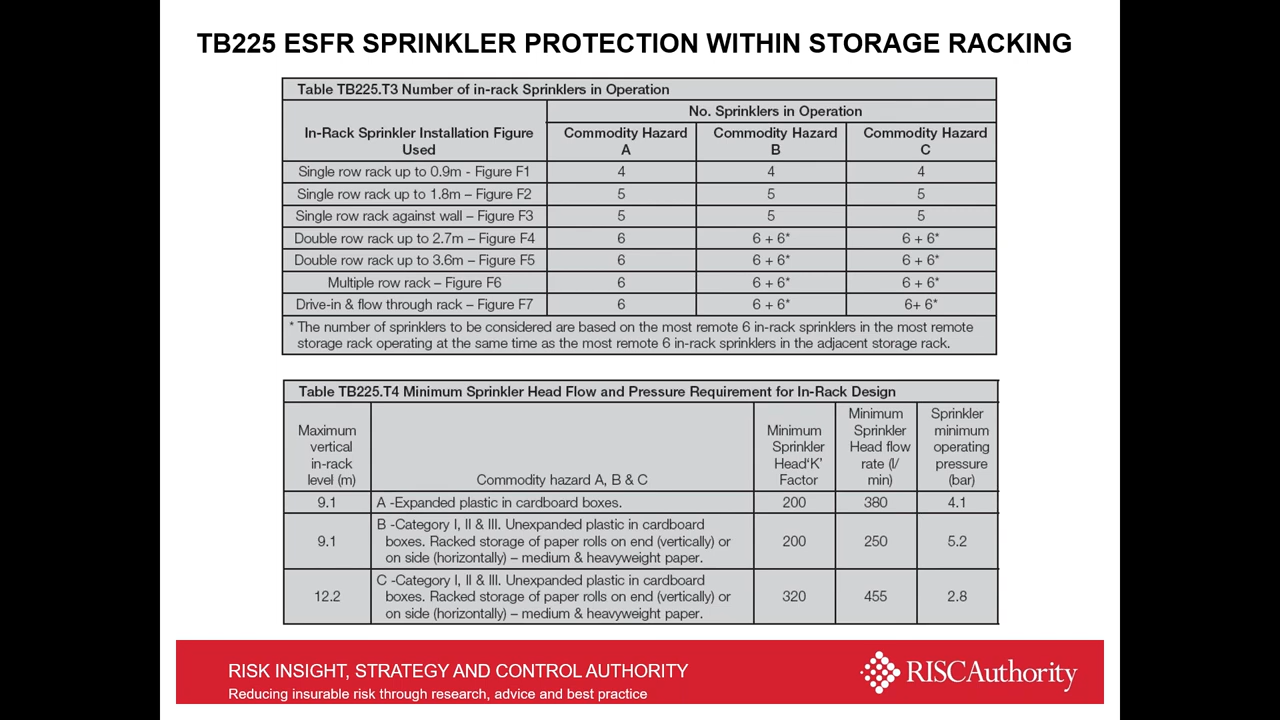 TB225 ESFR SPRINKLER PROTECTION WITHIN STORAGE RACKING
Table TB225.T3 Number of in-rack Sprinklers in Operation
In-Rack Sprinkler Installation Figure Used
No. Sprinklers in Operation
Commodity Hazard A
Commodity Hazard B
Commodity Hazard C
Single row rack up to 0.9m - Figure F1 4 4 4
Single row rack up to 1.8m – Figure F2 5 5 5
Single row rack against wall – Figure F3 5 5 5
Double row rack up to 2.7m – Figure F4 6 6 + 6* 6 + 6*
Double row rack up to 3.6m – Figure F5 6 6 + 6* 6 + 6*
Multiple row rack – Figure F6 6 6 + 6* 6 + 6*
Drive-in & flow through rack – Figure F7 6 6 + 6* 6+ 6*
* The number of sprinklers to be considered are based on the most remote 6 in-rack sprinklers in the most remote
storage rack operating at the same time as the most remote 6 in-rack sprinklers in the adjacent storage rack.
Table TB225.T4 Minimum Sprinkler Head Flow and Pressure Requirement for In-Rack Design
Maximum vertical in-rack level (m)
Commodity hazard A, B & C
Minimum Sprinkler Head‘K’ Factor
Minimum Sprinkler Head flow rate (l/ min)
Sprinkler minimum operating pressure (bar)
9.1 A -Expanded plastic in cardboard boxes. 200 380 4.1
B -Category I, II & III. Unexpanded plastic in cardboard
9.1 boxes. Racked storage of paper rolls on end (vertically) or 200 250 5.2
on side (horizontally) – medium & heavyweight paper.
C -Category I, II & III. Unexpanded plastic in cardboard
12.2 boxes. Racked storage of paper rolls on end (vertically) or 320 455 2.8
on side (horizontally) – medium & heavyweight paper.
RISK INSIGHT, STRATEGY AND CONTROL AUTHORITY
Reducing insurable risk through research, advice and best practice
RISCAuthority